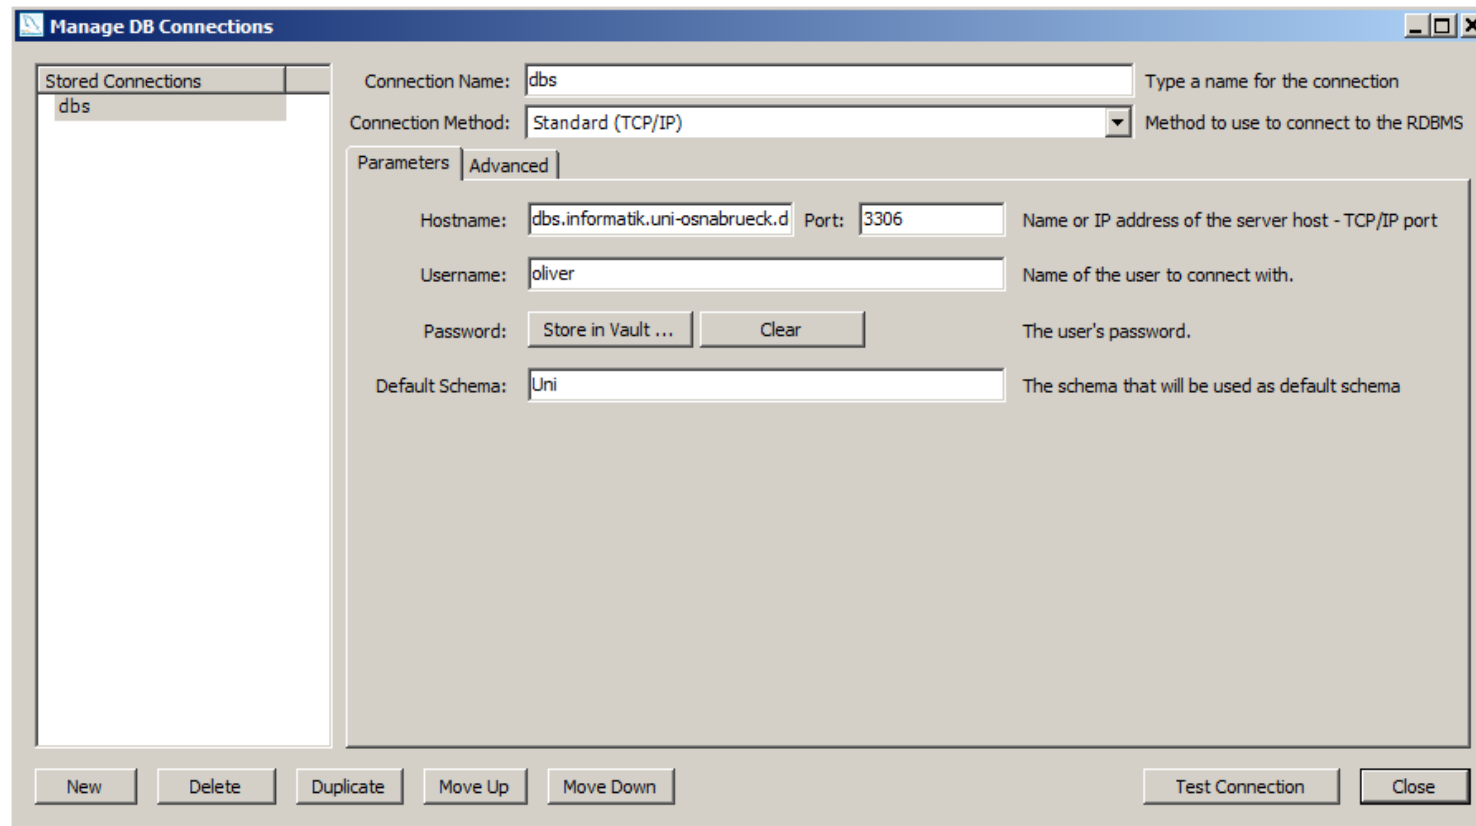 Manage DB Connections
Stored Connections
dbs
Connection Name: dbs Type a name for the connection
Connection Method: Standard (TCP/IP) Method to use to connect to the RDBMS
Parameters Advanced
Hostname: dbs.informatik.uni-osnabrueck.d Port: 3306 Name or IP address of the server host - TCP/IP port
Username: oliver Name of the user to connect with.
Password: Store in Vault ... Clear The user's password.
Default Schema: Uni The schema that will be used as default schema
New Delete Duplicate Move Up Move Down Test Connection Close